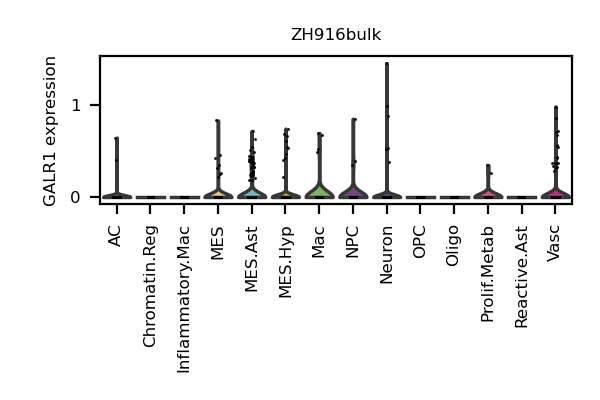 ZH916bulk
GALR1 expression
1
0
AC
Chromatin.Reg
Inflammatory.Mac
MES
MES.Ast
MES.Hyp
Mac
NPC
Neuron
OPC
Oligo
Prolif.Metab
Reactive.Ast
Vasc